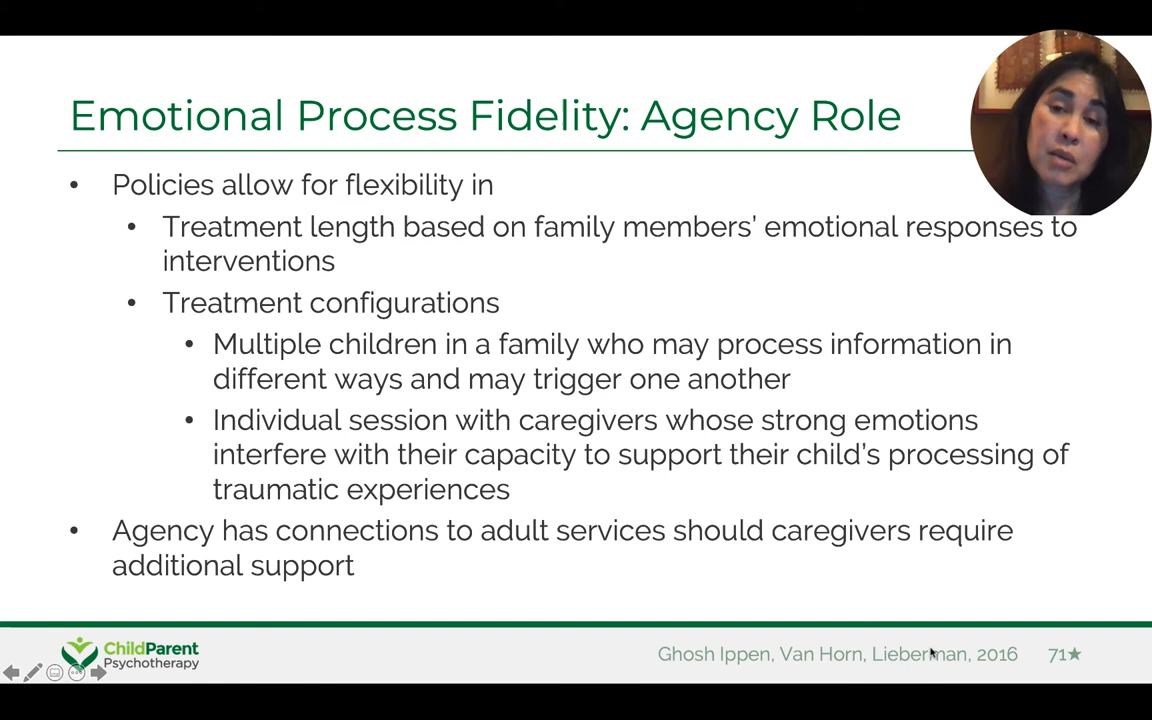 Emotional Process Fidelity: Agency Role
• Policies allow for flexibility in
• Treatment length based on family members’ emotional responses to
interventions
• Treatment configurations
• Multiple children in a family who may process information in
different ways and may trigger one another
• Individual session with caregivers whose strong emotions
interfere with their capacity to support their child’s processing of
traumatic experiences
• Agency has connections to adult services should caregivers require
additional support
ChildParent
Psychotherapy
Ghosh Ippen, Van Horn, Lieberman, 2016
71★